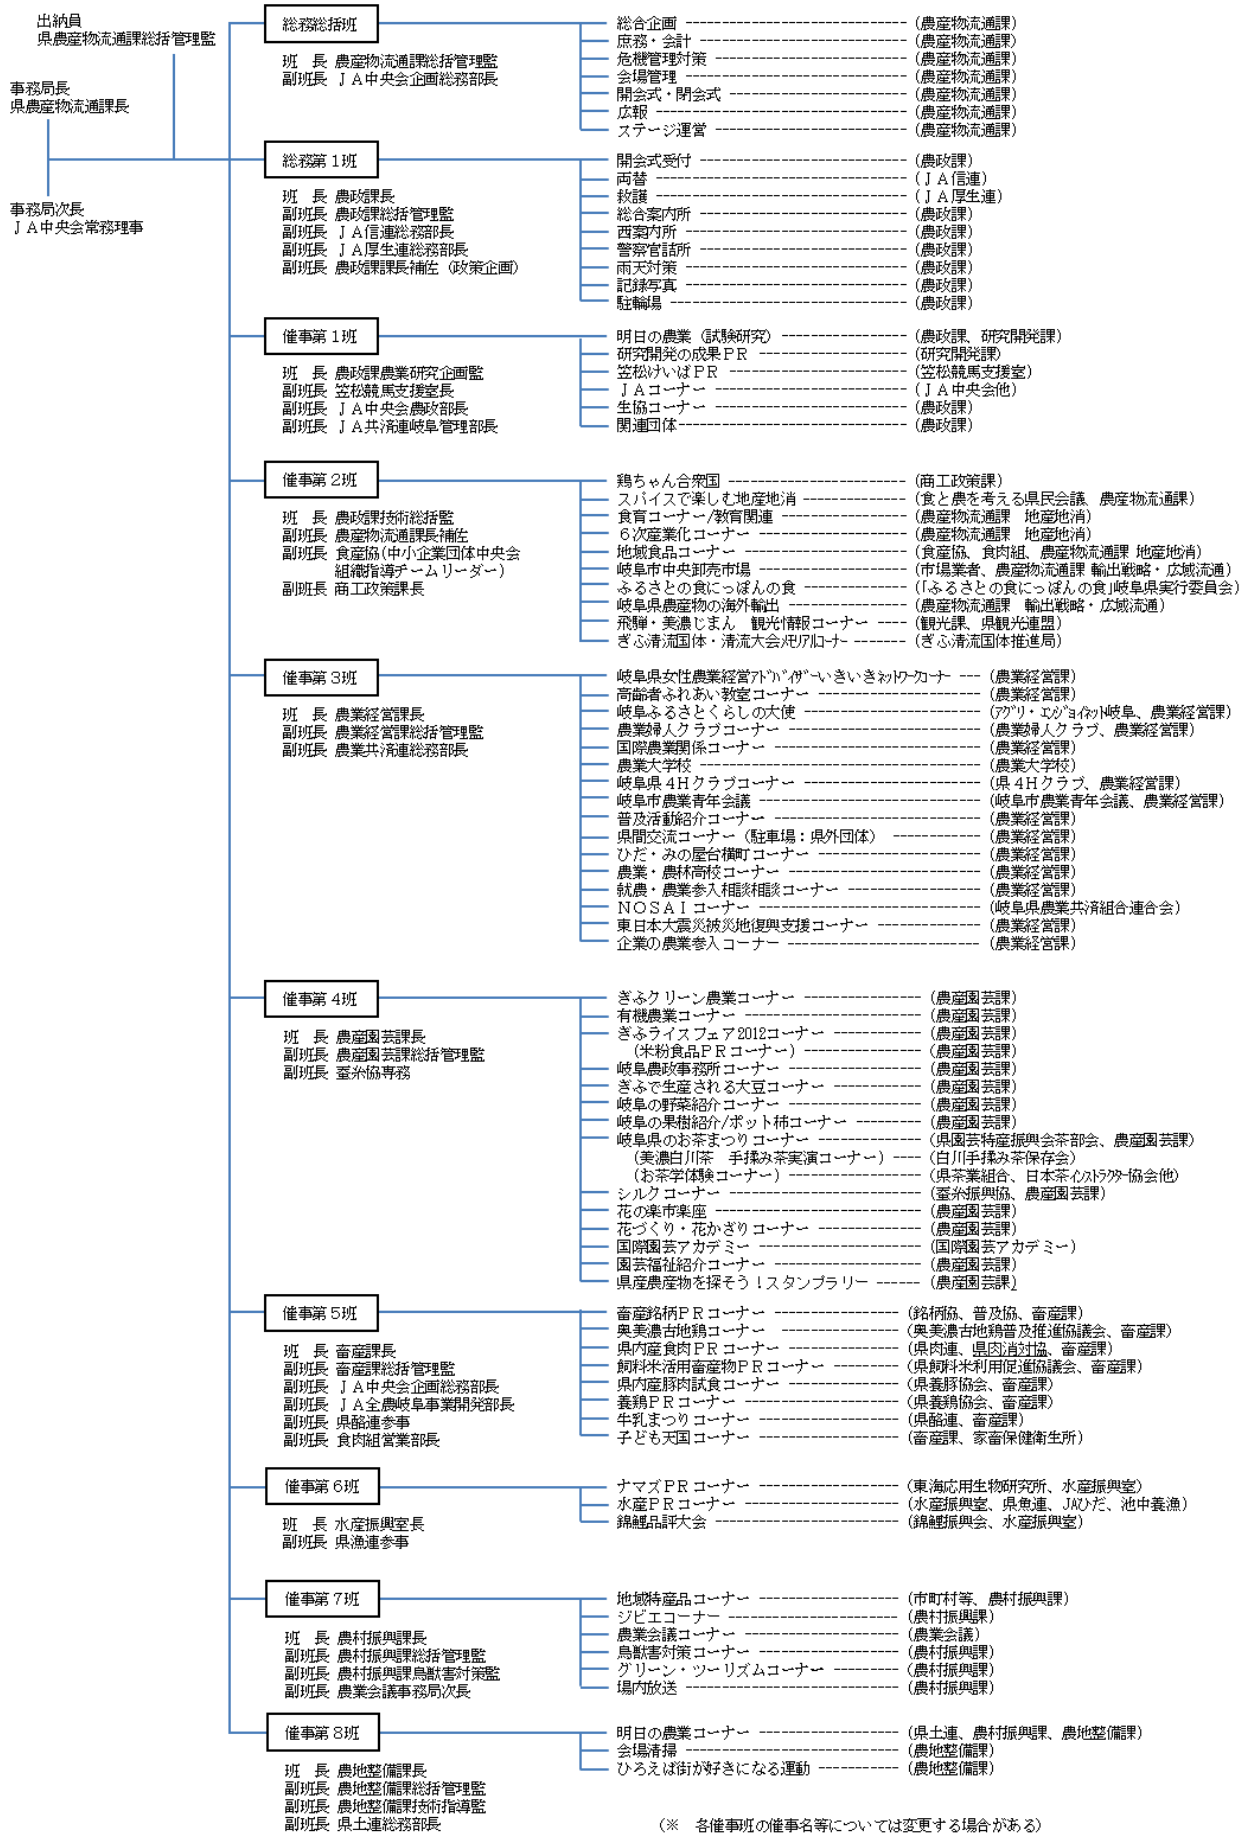 出納員
県農産物流通課総括管理監
事務局長
県農産物流通課長
事務局次長
ＪＡ中央会常務理事
総務総括班
班　長 農産物流通課総括管理監
副班長 ＪＡ中央会企画総務部長
総合企画 ---- (農産物流通課)
庶務・会計 ---- (農産物流通課)
危機管理対策 ---- (農産物流通課)
会場管理 ---- (農産物流通課)
開会式・閉会式 ---- (農産物流通課)
広報 ---- (農産物流通課)
ステージ運営 ---- (農産物流通課)
総務第１班
班　長 農政課長
副班長 農政課総括管理監
副班長 ＪＡ信連総務部長
副班長 ＪＡ厚生連総務部長
副班長 農政課課長補佐（政策企画）
開会式受付 ---- (農政課)
両替 ---- (ＪＡ信連)
救護 ---- (ＪＡ厚生連)
総合案内所 ---- (農政課)
西案内所 ---- (農政課)
警察官詰所 ---- (農政課)
雨天対策 ---- (農政課)
記録写真 ---- (農政課)
駐輪場 ---- (農政課)
催事第１班
班　長 農政課農業研究企画監
副班長 笠松競馬支援室長
副班長 ＪＡ中央会農政部長
副班長 ＪＡ共済連岐阜管理部長
明日の農業（試験研究） ---- (農政課、研究開発課)
研究開発の成果ＰＲ ---- (研究開発課)
笠松けいばＰＲ ---- (笠松競馬支援室)
ＪＡコーナー ---- (ＪＡ中央会他)
生協コーナー ---- (農政課)
関連団体 ---- (農政課)
催事第２班
班　長 農政課技術総括監
副班長 農産物流通課長補佐
副班長 食産協(中小企業団体中央会
組織指導チームリーダー)
副班長 商工政策課長
鶏ちゃん合衆国 ---- (商工政策課)
スパイスで楽しむ地産地消 ---- (食と農を考える県民会議、農産物流通課)
食育コーナー/教育関連 ---- (農産物流通課　地産地消)
６次産業化コーナー ---- (農産物流通課　地産地消)
地域食品コーナー ---- (食産協、食肉組、農産物流通課 地産地消)
岐阜市中央卸売市場 ---- (市場業者、農産物流通課 輸出戦略・広域流通)
ふるさとの食にっぽんの食 ---- (「ふるさとの食にっぽんの食」岐阜県実行委員会)
岐阜県農産物の海外輸出 ---- (農産物流通課　輸出戦略・広域流通)
飛騨・美濃じまん　観光情報コーナー ---- (観光課、県観光連盟)
ぎふ清流国体・清流大会ﾒﾓﾘｱﾙｺｰﾅｰ ---- (ぎふ清流国体推進局)
催事第３班
班　長 農業経営課長
副班長 農業経営課総括管理監
副班長 農業共済連総務部長
岐阜県女性農業経営ｱﾄﾞﾊﾞｲｻﾞｰいきいきﾈｯﾄﾜｰｸｺｰﾅｰ --- (農業経営課)
高齢者ふれあい教室コーナー ---- (農業経営課)
岐阜ふるさとくらしの大使 ---- (ｱｸﾞﾘ・ｴﾝｼﾞｮｲﾈｯﾄ岐阜、農業経営課)
農業婦人クラブコーナー ---- (農業婦人クラブ、農業経営課)
国際農業関係コーナー ---- (農業経営課)
農業大学校 ---- (農業大学校)
岐阜県４Ｈクラブコーナー ---- (県４Ｈクラブ、農業経営課)
岐阜市農業青年会議 ---- (岐阜市農業青年会議、農業経営課)
普及活動紹介コーナー ---- (農業経営課)
県間交流コーナー（駐車場：県外団体） ---- (農業経営課)
ひだ・みの屋台横町コーナー ---- (農業経営課)
農業・農林高校コーナー ---- (農業経営課)
就農・農業参入相談相談コーナー ---- (農業経営課)
ＮＯＳＡＩコーナー ---- (岐阜県農業共済組合連合会)
東日本大震災被災地復興支援コーナー ---- (農業経営課)
企業の農業参入コーナー ---- (農業経営課)
催事第４班
班　長 農産園芸課長
副班長 農産園芸課総括管理監
副班長 蚕糸協専務
ぎふクリーン農業コーナー ---- (農産園芸課)
有機農業コーナー ---- (農産園芸課)
ぎふライスフェア2012コーナー ---- (農産園芸課)
（米粉食品ＰＲコーナー） ---- (農産園芸課)
岐阜農政事務所コーナー ---- (農産園芸課)
ぎふで生産される大豆コーナー ---- (農産園芸課)
岐阜の野菜紹介コーナー ---- (農産園芸課)
岐阜の果樹紹介/ポット柿コーナー ---- (農産園芸課)
岐阜県のお茶まつりコーナー ---- (県園芸特産振興会茶部会、農産園芸課)
（美濃白川茶　手揉み茶実演コーナー） ---- (白川手揉み茶保存会)
（お茶学体験コーナー） ---- (県茶業組合、日本茶ｲﾝｽﾄﾗｸﾀｰ協会他)
シルクコーナー ---- (蚕糸振興協、農産園芸課)
花の楽市楽座 ---- (農産園芸課)
花づくり・花かざりコーナー ---- (農産園芸課)
国際園芸アカデミー ---- (国際園芸アカデミー)
園芸福祉紹介コーナー ---- (農産園芸課)
県産農産物を探そう！スタンプラリー ---- (農産園芸課)
催事第５班
班　長 畜産課長
副班長 畜産課総括管理監
副班長 ＪＡ中央会企画総務部長
副班長 ＪＡ全農岐阜事業開発部長
副班長 県酪連参事
副班長 食肉組営業部長
畜産銘柄ＰＲコーナー ---- (銘柄協、普及協、畜産課)
奥美濃古地鶏コーナー ---- (奥美濃古地鶏普及推進協議会、畜産課)
県内産食肉ＰＲコーナー ---- (県肉連、県肉消対協、畜産課)
飼料米活用畜産物ＰＲコーナー ---- (県飼料米利用促進協議会、畜産課)
県内産豚肉試食コーナー ---- (県養豚協会、畜産課)
養鶏ＰＲコーナー ---- (県養鶏協会、畜産課)
牛乳まつりコーナー ---- (県酪連、畜産課)
子ども天国コーナー ---- (畜産課、家畜保健衛生所)
催事第６班
班　長 水産振興室長
副班長 県漁連参事
ナマズＰＲコーナー ---- (東海応用生物研究所、水産振興室)
水産ＰＲコーナー ---- (水産振興室、県魚連、JAひだ、池中養漁)
錦鯉品評大会 ---- (錦鯉振興会、水産振興室)
催事第７班
班　長 農村振興課長
副班長 農村振興課総括管理監
副班長 農村振興課鳥獣害対策監
副班長 農業会議事務局次長
地域特産品コーナー ---- (市町村等、農村振興課)
ジビエコーナー ---- (農村振興課)
農業会議コーナー ---- (農業会議)
鳥獣害対策コーナー ---- (農村振興課)
グリーン・ツーリズムコーナー ---- (農村振興課)
場内放送 ---- (農村振興課)
催事第８班
班　長 農地整備課長
副班長 農地整備課総括管理監
副班長 農地整備課技術指導監
副班長 県土連総務部長
明日の農業コーナー ---- (県土連、農村振興課、農地整備課)
会場清掃 ---- (農地整備課)
ひろえば街が好きになる運動 ---- (農地整備課)
（※　各催事班の催事名等については変更する場合がある）